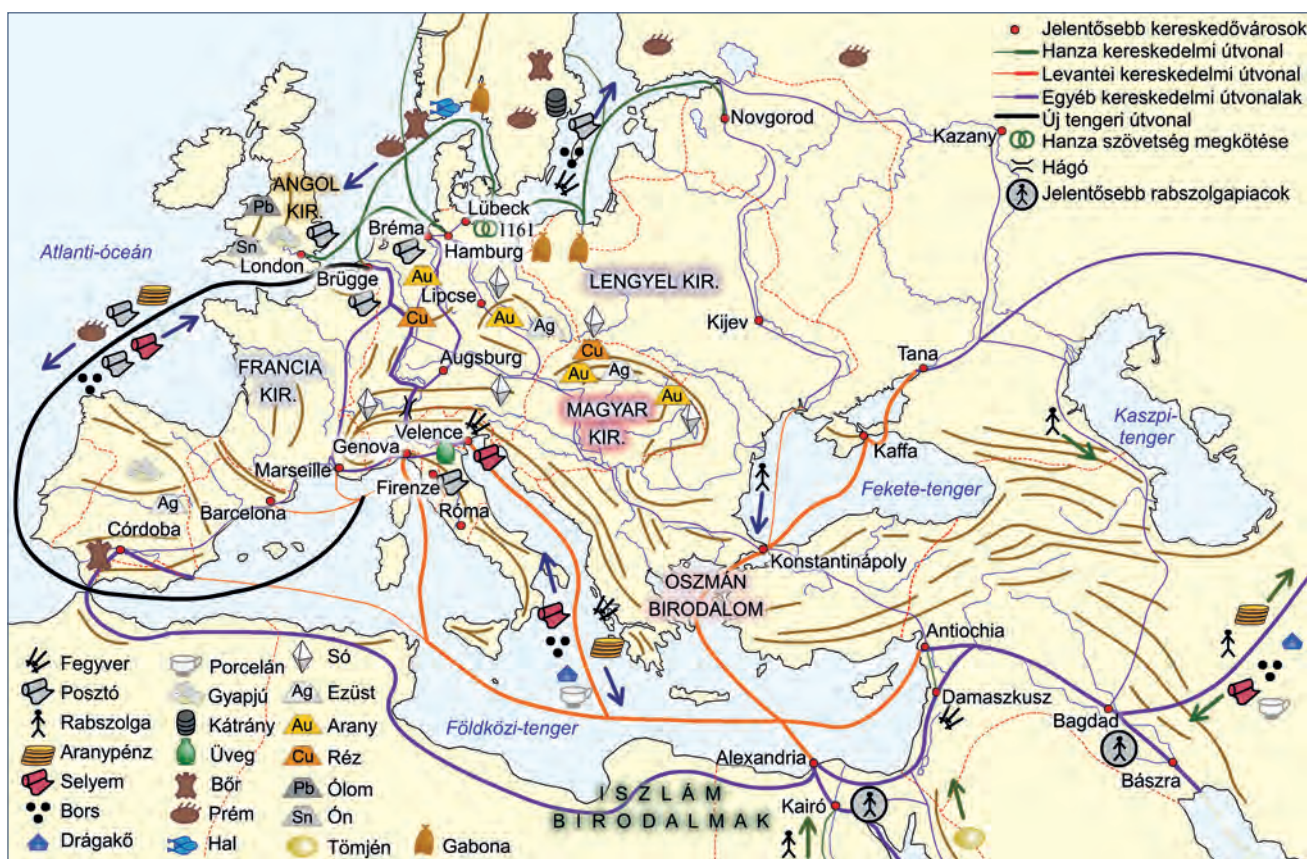 Jelentősebb kereskedővárosok
Hanza kereskedelmi útvonal
Levantei kereskedelmi útvonal
Egyéb kereskedelmi útvonalak
Új tengeri útvonal
Hanza szövetség megkötése
Hágó
Jelentősebb rabszolgapiacok
Novgorod
Kazany
ANGOL
KIR.
Pb
Sn
London
Atlanti-óceán
Lübeck
1161
Bréma
Hamburg
Brügge
Au
Lipcse
Au
Ag
Cu
LENGYEL KIR.
Kijev
Tana
Augsburg
Cu
Au
Ag
Au
FRANCIA
KIR.
MAGYAR
KIR.
Kaszpi-
tenger
Velence
Genova
Marseille
Firenze
Róma
Kaffa
Fekete-tenger
Ag
Barcelona
Córdoba
Konstantinápoly
OSZMÁN
BIRODALOM
Antiochia
Damaszkusz
Bagdad
Bászra
Földközi-tenger
Alexandria
Kairó
ISZLÁM
BIRODALMAK
Fegyver
Posztó
Rabszolga
Aranypénz
Selyem
Bors
Drágakő
Porcelán
Gyapjú
Kátrány
Üveg
Bőr
Prém
Hal
Só
Ag Ezüst
Au Arany
Cu Réz
Pb Ólom
Sn Ón
Tömjén
Gabona